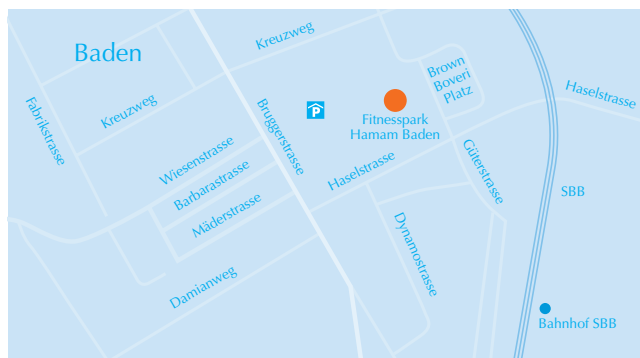 Baden
Kreuzweg
Brown
Boveri
Platz
Haselstrasse
Fabrikstrasse
Kreuzweg
Bruggerstrasse
P
Fitnesspark
Hamam Baden
Wiesenstrasse
Barbarastrasse
Mäderstrasse
Haselstrasse
Güterstrasse
SBB
Dynamostrasse
Damianweg
Bahnhof SBB